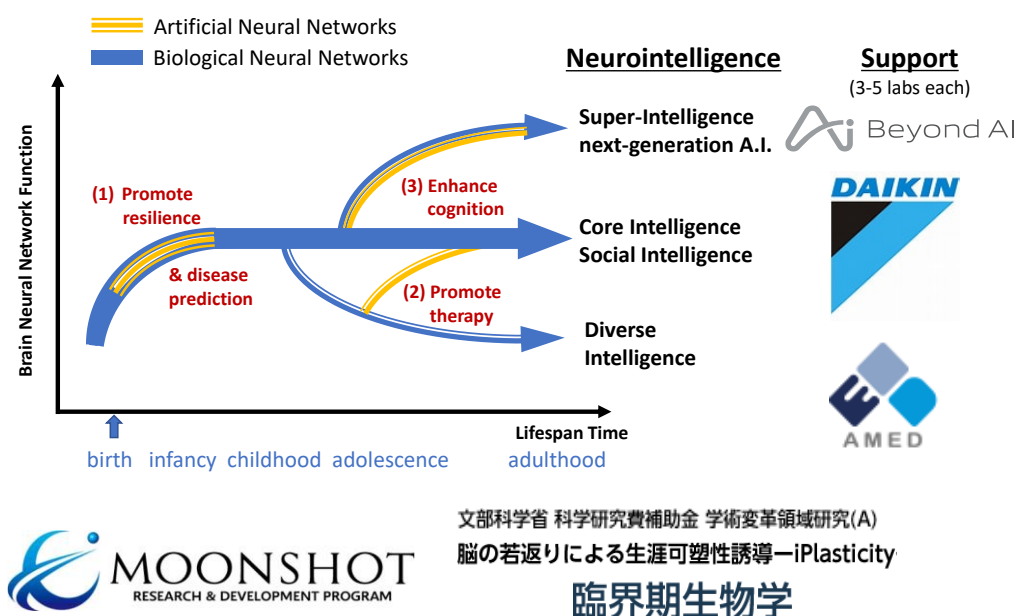 Artificial Neural Networks
Biological Neural Networks
Neurointelligence
Support
(3-5 labs each)
Brain Neural Network Function
Super-Intelligence
next-generation A.I.
Beyond AI
(1) Promote
resilience
& disease
prediction
(3) Enhance
cognition
DAIKIN
Core Intelligence
Social Intelligence
(2) Promote
therapy
Diverse
Intelligence
AMED
Lifespan Time
birth infancy childhood adolescence adulthood
MOONSHOT
RESEARCH & DEVELOPMENT PROGRAM
文部科学省 科学研究費補助金 学術変革領域研究(A)
脳の若返りによる生涯可塑性誘導ーiPlasticity
臨界期生物学